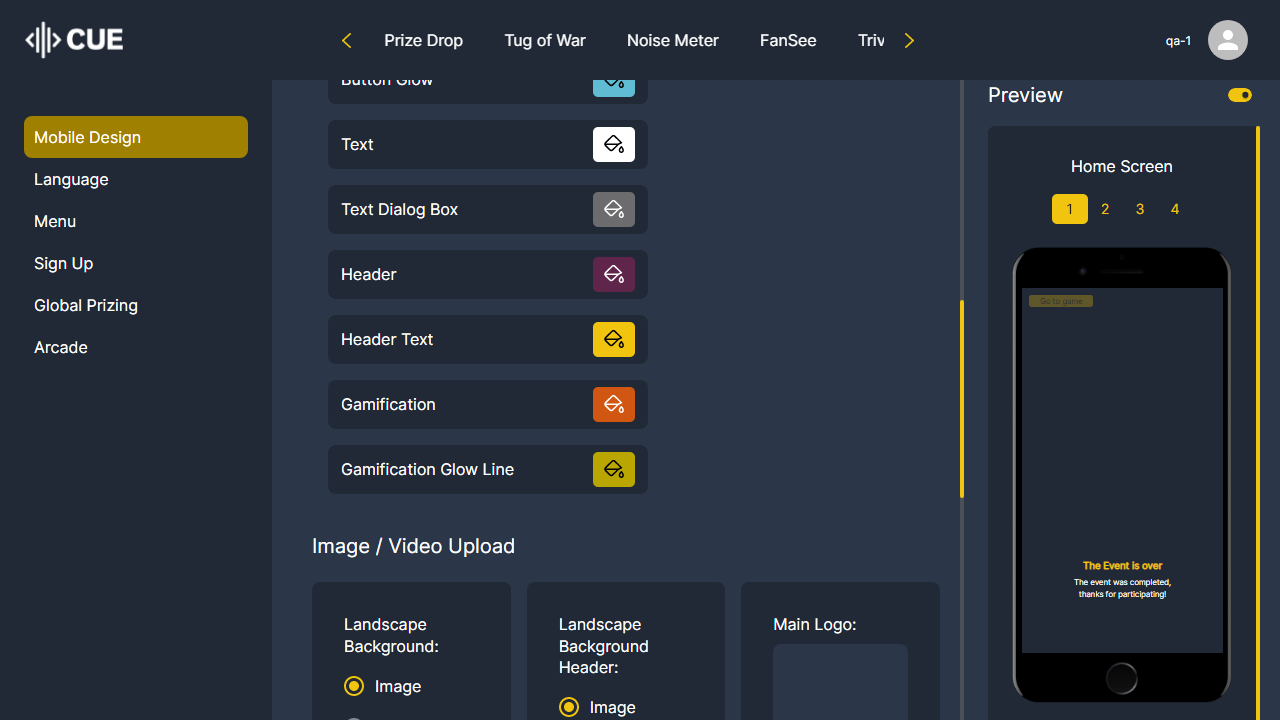 CUE
Prize Drop
Tug of War
Noise Meter
FanSee
Triv
qa-1
Mobile Design
Language
Menu
Sign Up
Global Prizing
Arcade
Button Glow
Text
Text Dialog Box
Header
Header Text
Gamification
Gamification Glow Line
Image / Video Upload
Landscape
Background:
Image
Landscape
Background
Header:
Image
Main Logo:
Preview
Home Screen
1 2 3 4
Go to game
The Event is over
The event was completed,
thanks for participating!